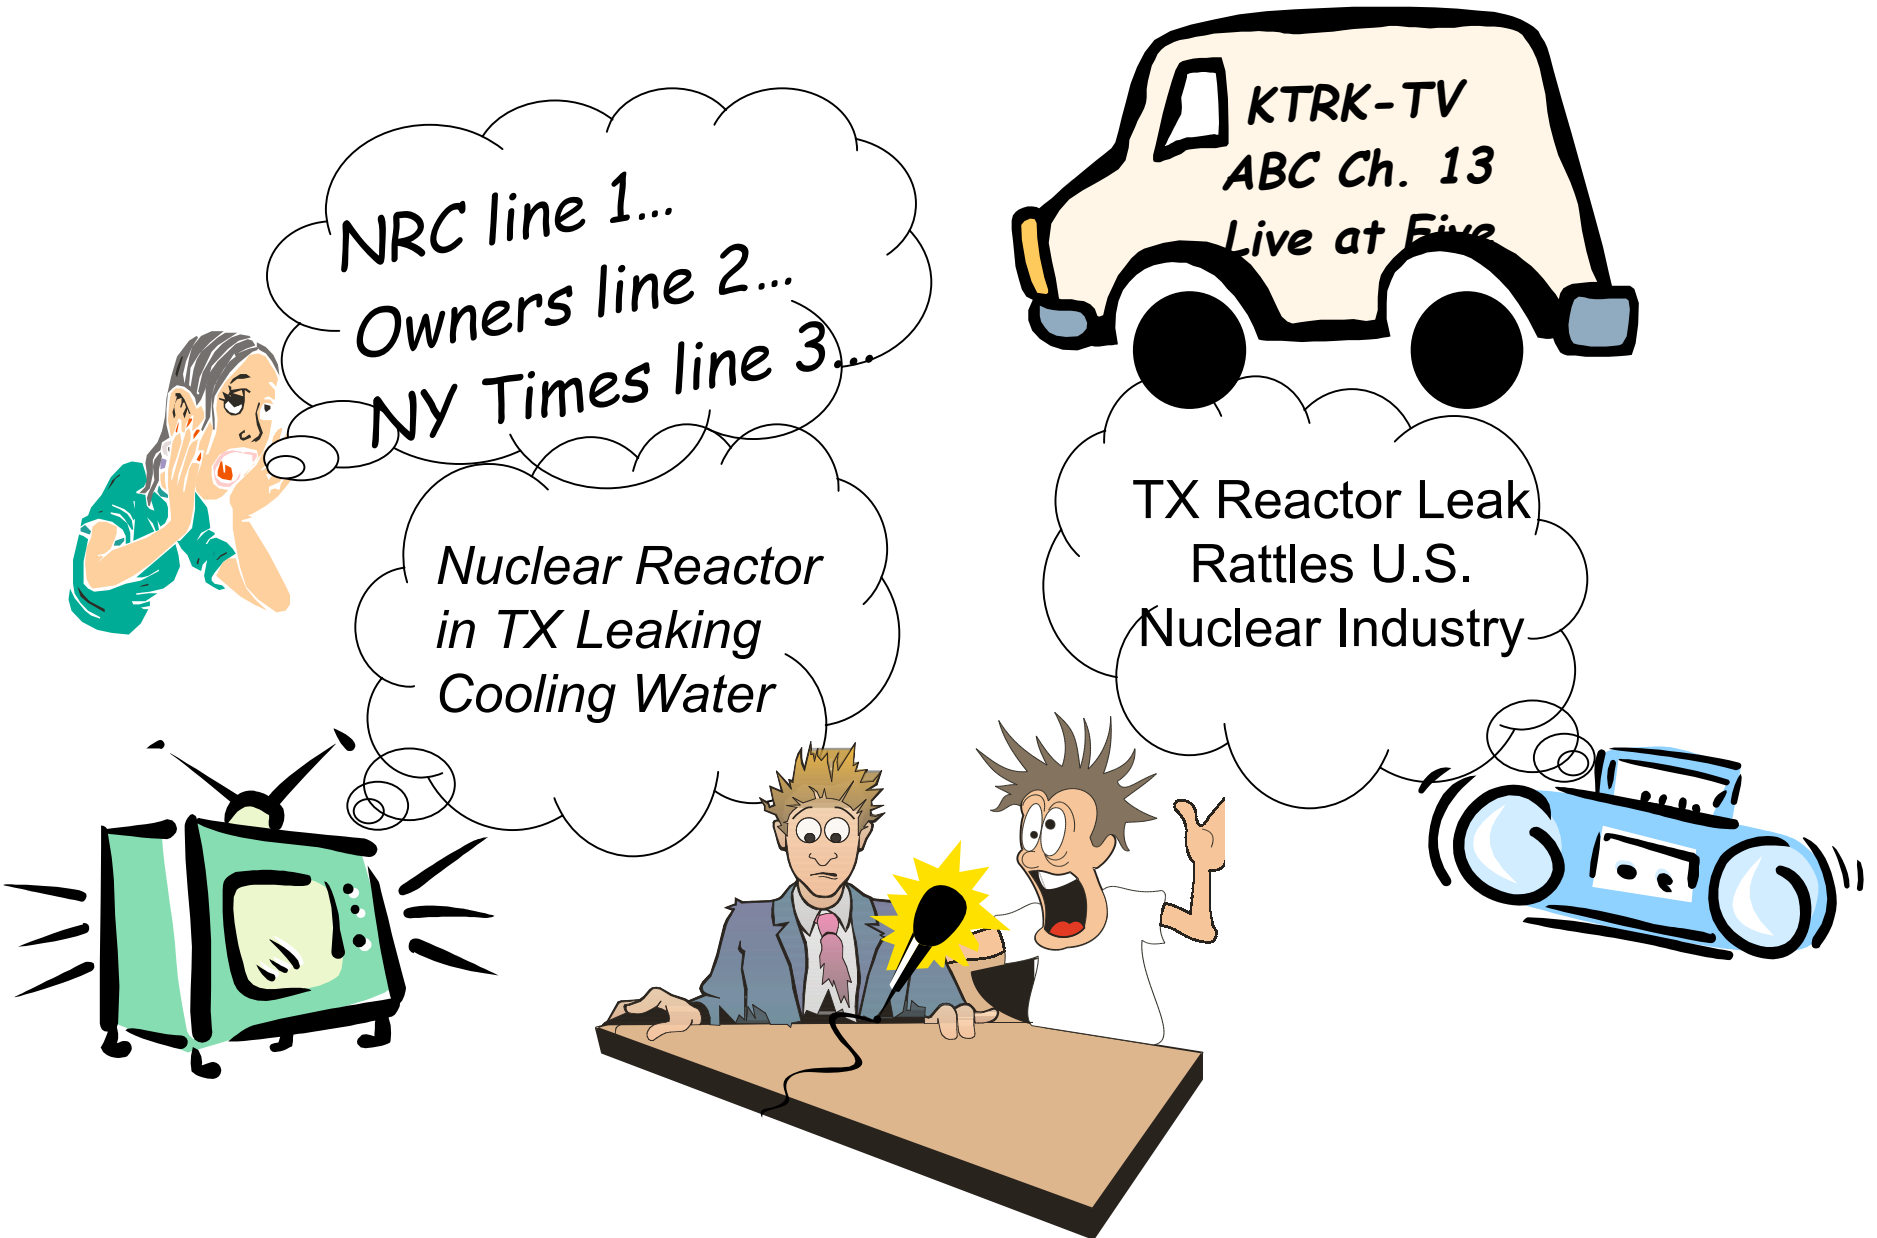 NRC line 1...
Owners line 2...
NY Times line 3...
KTRK-TV
ABC Ch. 13
Live at Five
Nuclear Reactor
in TX Leaking
Cooling Water
TX Reactor Leak
Rattles U.S.
Nuclear Industry